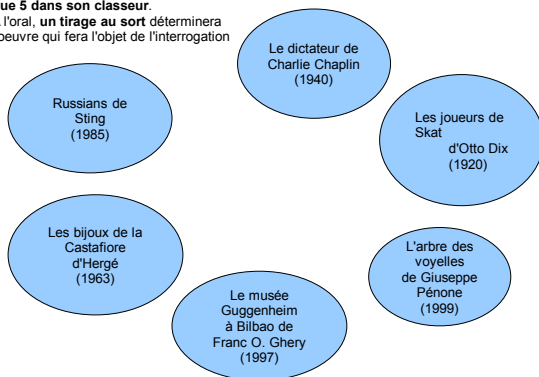 ue 5 dans son classeur.
l'oral, un tirage au sort déterminera
oeuvre qui fera l'objet de l'interrogation
Le dictateur de
Charlie Chaplin
(1940)
Russians de
Sting
(1985)
Les joueurs de
Skat
d'Otto Dix
(1920)
Les bijoux de la
Castafiore
d'Hergé
(1963)
L'arbre des
voyelles
de Giuseppe
Pénone
(1999)
Le musée
Guggenheim
à Bilbao de
Franc O. Ghery
(1997)